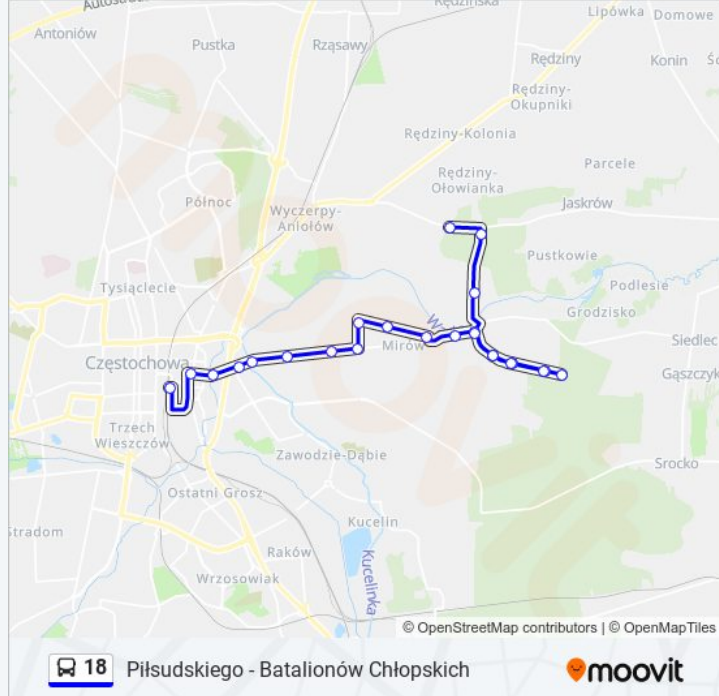 Rędzińska
Lipówka
Domowe
Antoniów
Pustka
Rząsawy
Rędziny
Konin
Rędziny-
Okupniki
Rędziny-Kolonia
Parcele
Rędziny-
Ołowianka
Północ
Wyczerpy-
Aniołów
Jaskrów
Pustkowie
Tysiąclecie
Podlesie
Grodzisko
Mirów
Siedlec
Częstochowa
Gąszczyk
Trzech
Wieszczów
Zawodzie-Dąbie
Srocko
Ostatni Grosz
Kucelin
Stradom
Raków
Kucelinka
Wrzosowiak
© OpenStreetMap contributors | © OpenMapTiles
18 Piłsudskiego - Batalionów Chłopskich
moovit